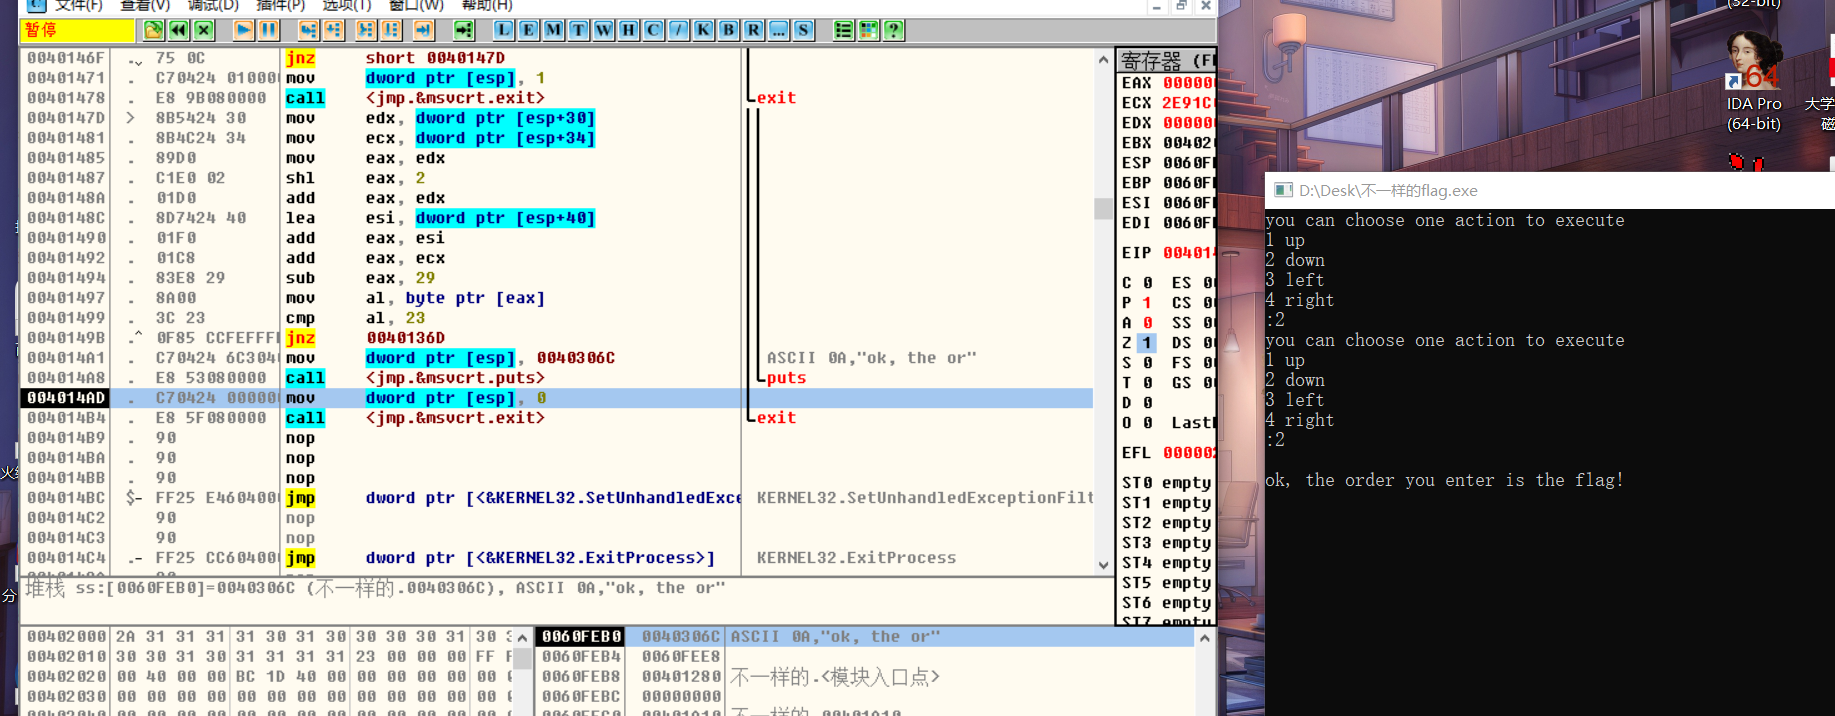 文件(F) 查看(V) 调试(D) 插件(P) 选项(T) 窗口(W) 帮助(H)
暂停
L E M T W H C / K B R ... S
0040146F .⌄ 75 0C jnz short 0040147D
00401471 . C70424 01000 mov dword ptr [esp], 1
00401478 . E8 9B080000 call <jmp.&msvcrt.exit> exit
0040147D > 8B5424 30 mov edx, dword ptr [esp+30]
00401481 . 8B4C24 34 mov ecx, dword ptr [esp+34]
00401485 . 89D0 mov eax, edx
00401487 . C1E0 02 shl eax, 2
0040148A . 01D0 add eax, edx
0040148C . 8D7424 40 lea esi, dword ptr [esp+40]
00401490 . 01F0 add eax, esi
00401492 . 01C8 add eax, ecx
00401494 . 83E8 29 sub eax, 29
00401497 . 8A00 mov al, byte ptr [eax]
00401499 . 3C 23 cmp al, 23
0040149B .^ 0F85 CCFEFFF jnz 0040136D
004014A1 . C70424 6C304 mov dword ptr [esp], 0040306C ASCII 0A,"ok, the or"
004014A8 . E8 53080000 call <jmp.&msvcrt.puts> puts
004014AD . C70424 00000 mov dword ptr [esp], 0
004014B4 . E8 5F080000 call <jmp.&msvcrt.exit> exit
004014B9 . 90 nop
004014BA . 90 nop
004014BB . 90 nop
004014BC $- FF25 E460400 jmp dword ptr [<&KERNEL32.SetUnhandledExce KERNEL32.SetUnhandledExceptionFilt
004014C2 90 nop
004014C3 90 nop
004014C4 .- FF25 CC60400 jmp dword ptr [<&KERNEL32.ExitProcess>] KERNEL32.ExitProcess
堆栈 ss:[0060FEB0]=0040306C (不一样的.0040306C), ASCII 0A,"ok, the or"
00402000 2A 31 31 31 31 30 31 30 30 30 30 31 30
00402010 30 30 31 30 31 31 31 31 23 00 00 00 FF
00402020 00 40 00 00 BC 1D 40 00 00 00 00 00 00
00402030 00 00 00 00 00 00 00 00 00 00 00 00 00
0060FEB0 0040306C ASCII 0A,"ok, the or"
0060FEB4 0060FEE8
0060FEB8 00401280 不一样的.<模块入口点>
0060FEBC 00000000
寄存器 (F
EAX 00000
ECX 2E91C
EDX 00000
EBX 00402
ESP 0060F
EBP 0060F
ESI 0060F
EDI 0060F
EIP 00401
C 0 ES 0
P 1 CS 0
A 0 SS 0
Z 1 DS 0
S 0 FS 0
T 0 GS 0
D 0
O 0 Last
EFL 00000
ST0 empty
ST1 empty
ST2 empty
ST3 empty
ST4 empty
ST5 empty
ST6 empty
ST7 empty
(32-bit)
64
IDA Pro
(64-bit)
大学
磁
D:\Desk\不一样的flag.exe
you can choose one action to execute
1 up
2 down
3 left
4 right
:2
you can choose one action to execute
1 up
2 down
3 left
4 right
:2
ok, the order you enter is the flag!